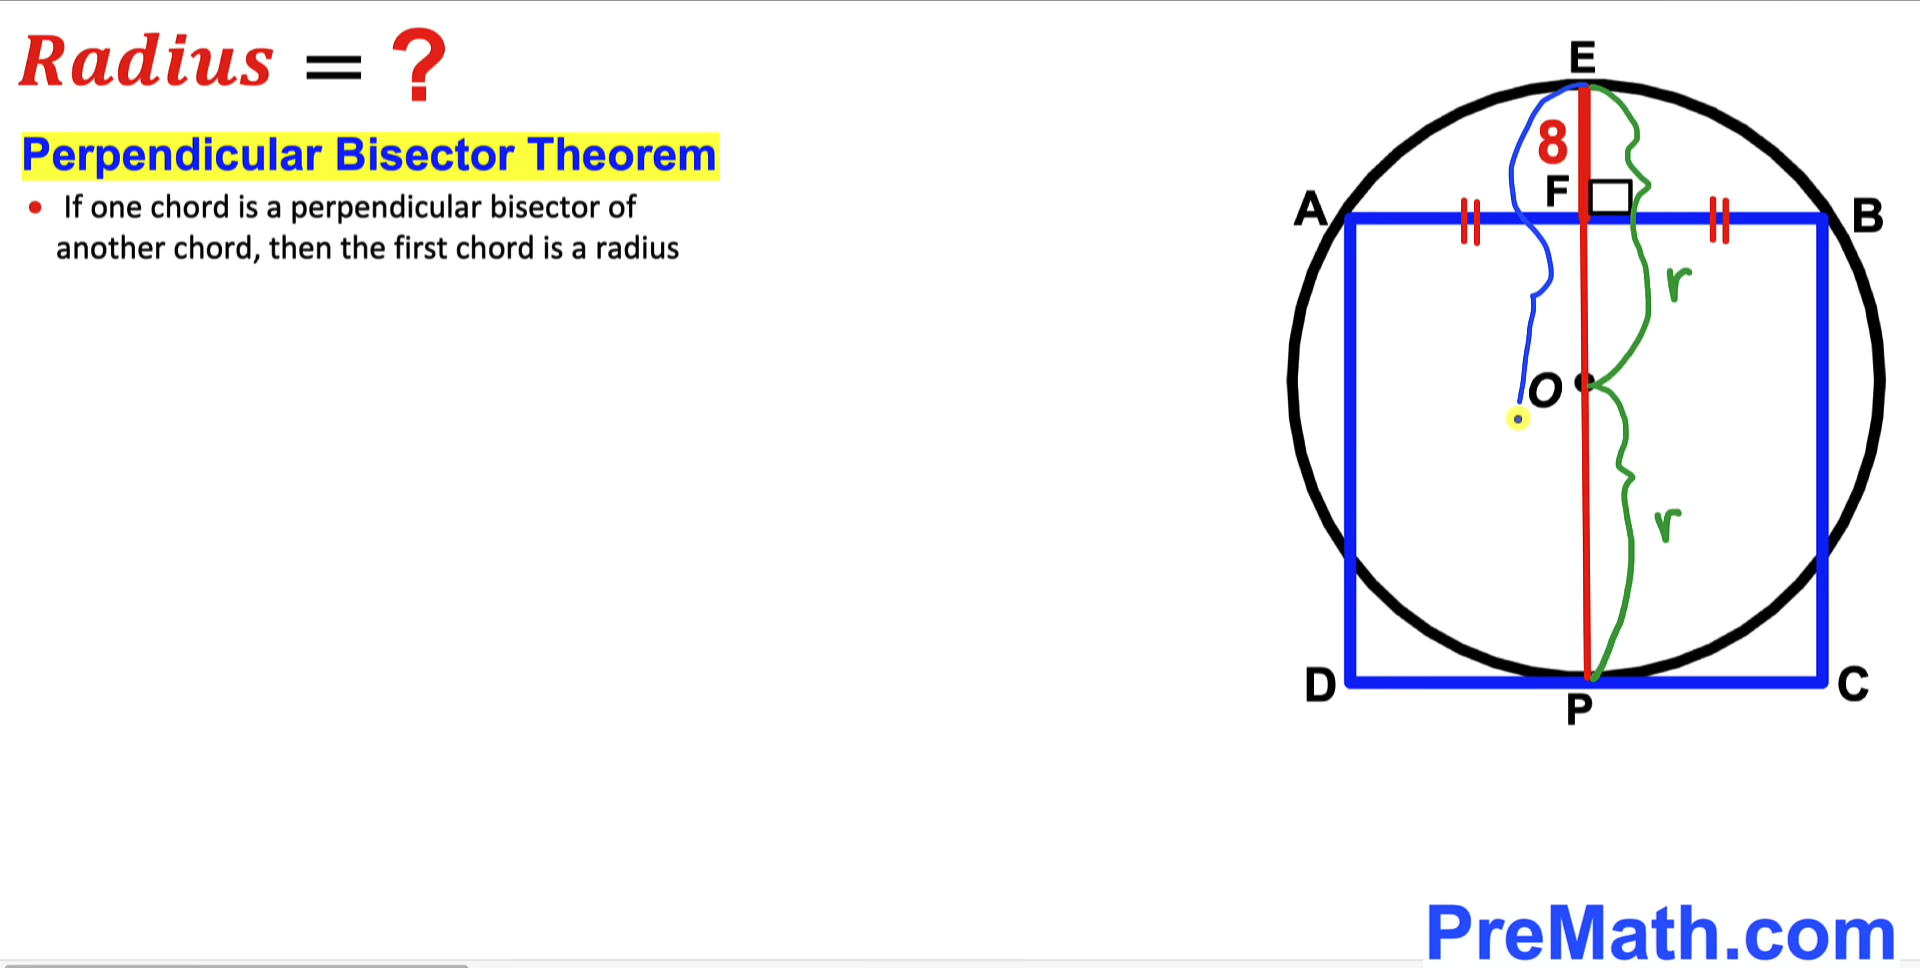 Radius = ?
Perpendicular Bisector Theorem
• If one chord is a perpendicular bisector of
another chord, then the first chord is a radius
E
8
F
A
B
r
O
r
D
C
P
PreMath.com